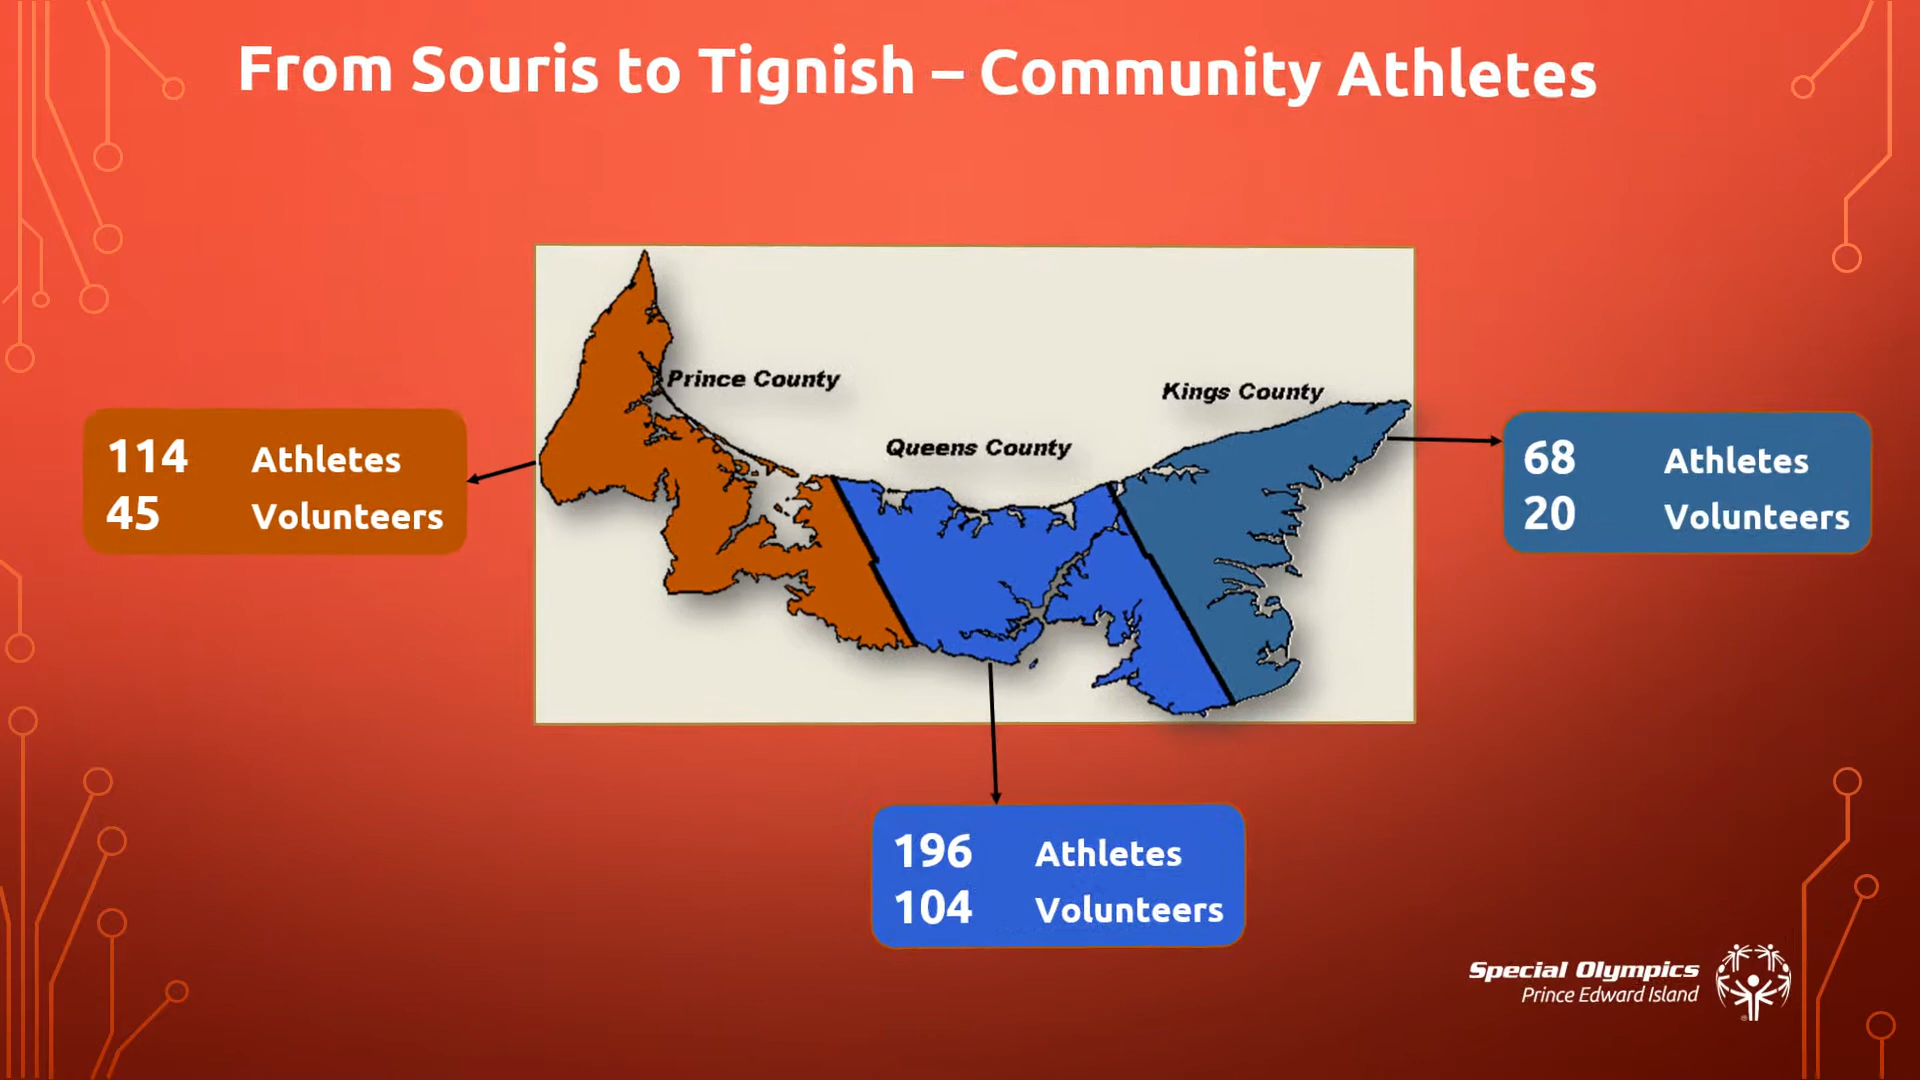 From Souris to Tignish – Community Athletes
Prince County
Kings County
Queens County
114 Athletes
45 Volunteers
68 Athletes
20 Volunteers
196 Athletes
104 Volunteers
Special Olympics
Prince Edward Island
®